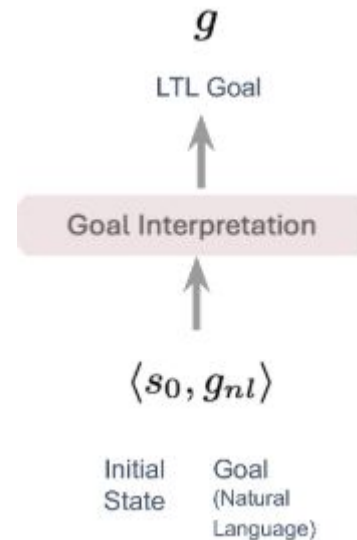 g
LTL Goal
Goal Interpretation
⟨s₀, gₙₗ⟩
Initial State
Goal (Natural Language)